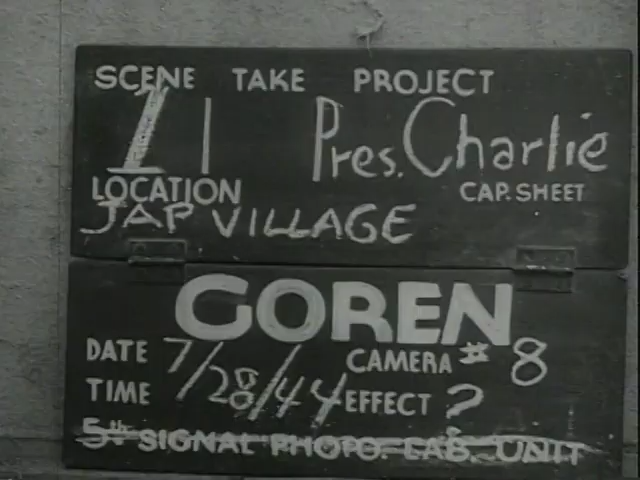 SCENE TAKE PROJECT
1 1 Pres. Charlie
LOCATION CAP. SHEET
JAP VILLAGE
GOREN
DATE 7/28/44 CAMERA # 8
TIME EFFECT ?
5th SIGNAL PHOTO. LAB. UNIT